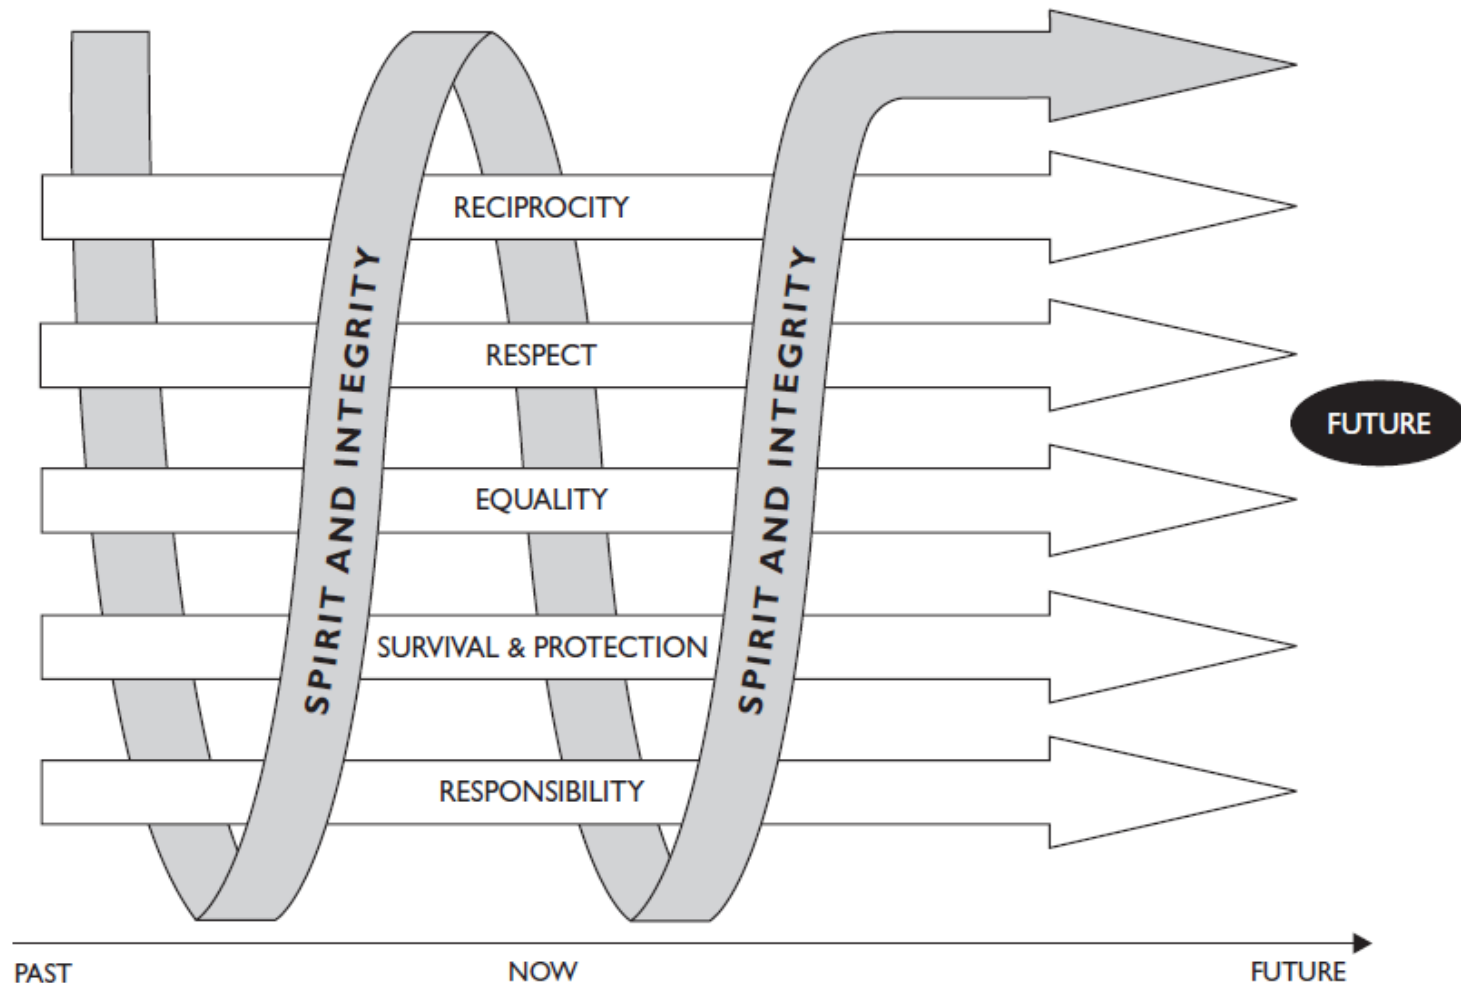 RECIPROCITY
SPIRIT AND INTEGRITY
SPIRIT AND INTEGRITY
RESPECT
FUTURE
EQUALITY
SURVIVAL & PROTECTION
RESPONSIBILITY
PAST
NOW
FUTURE